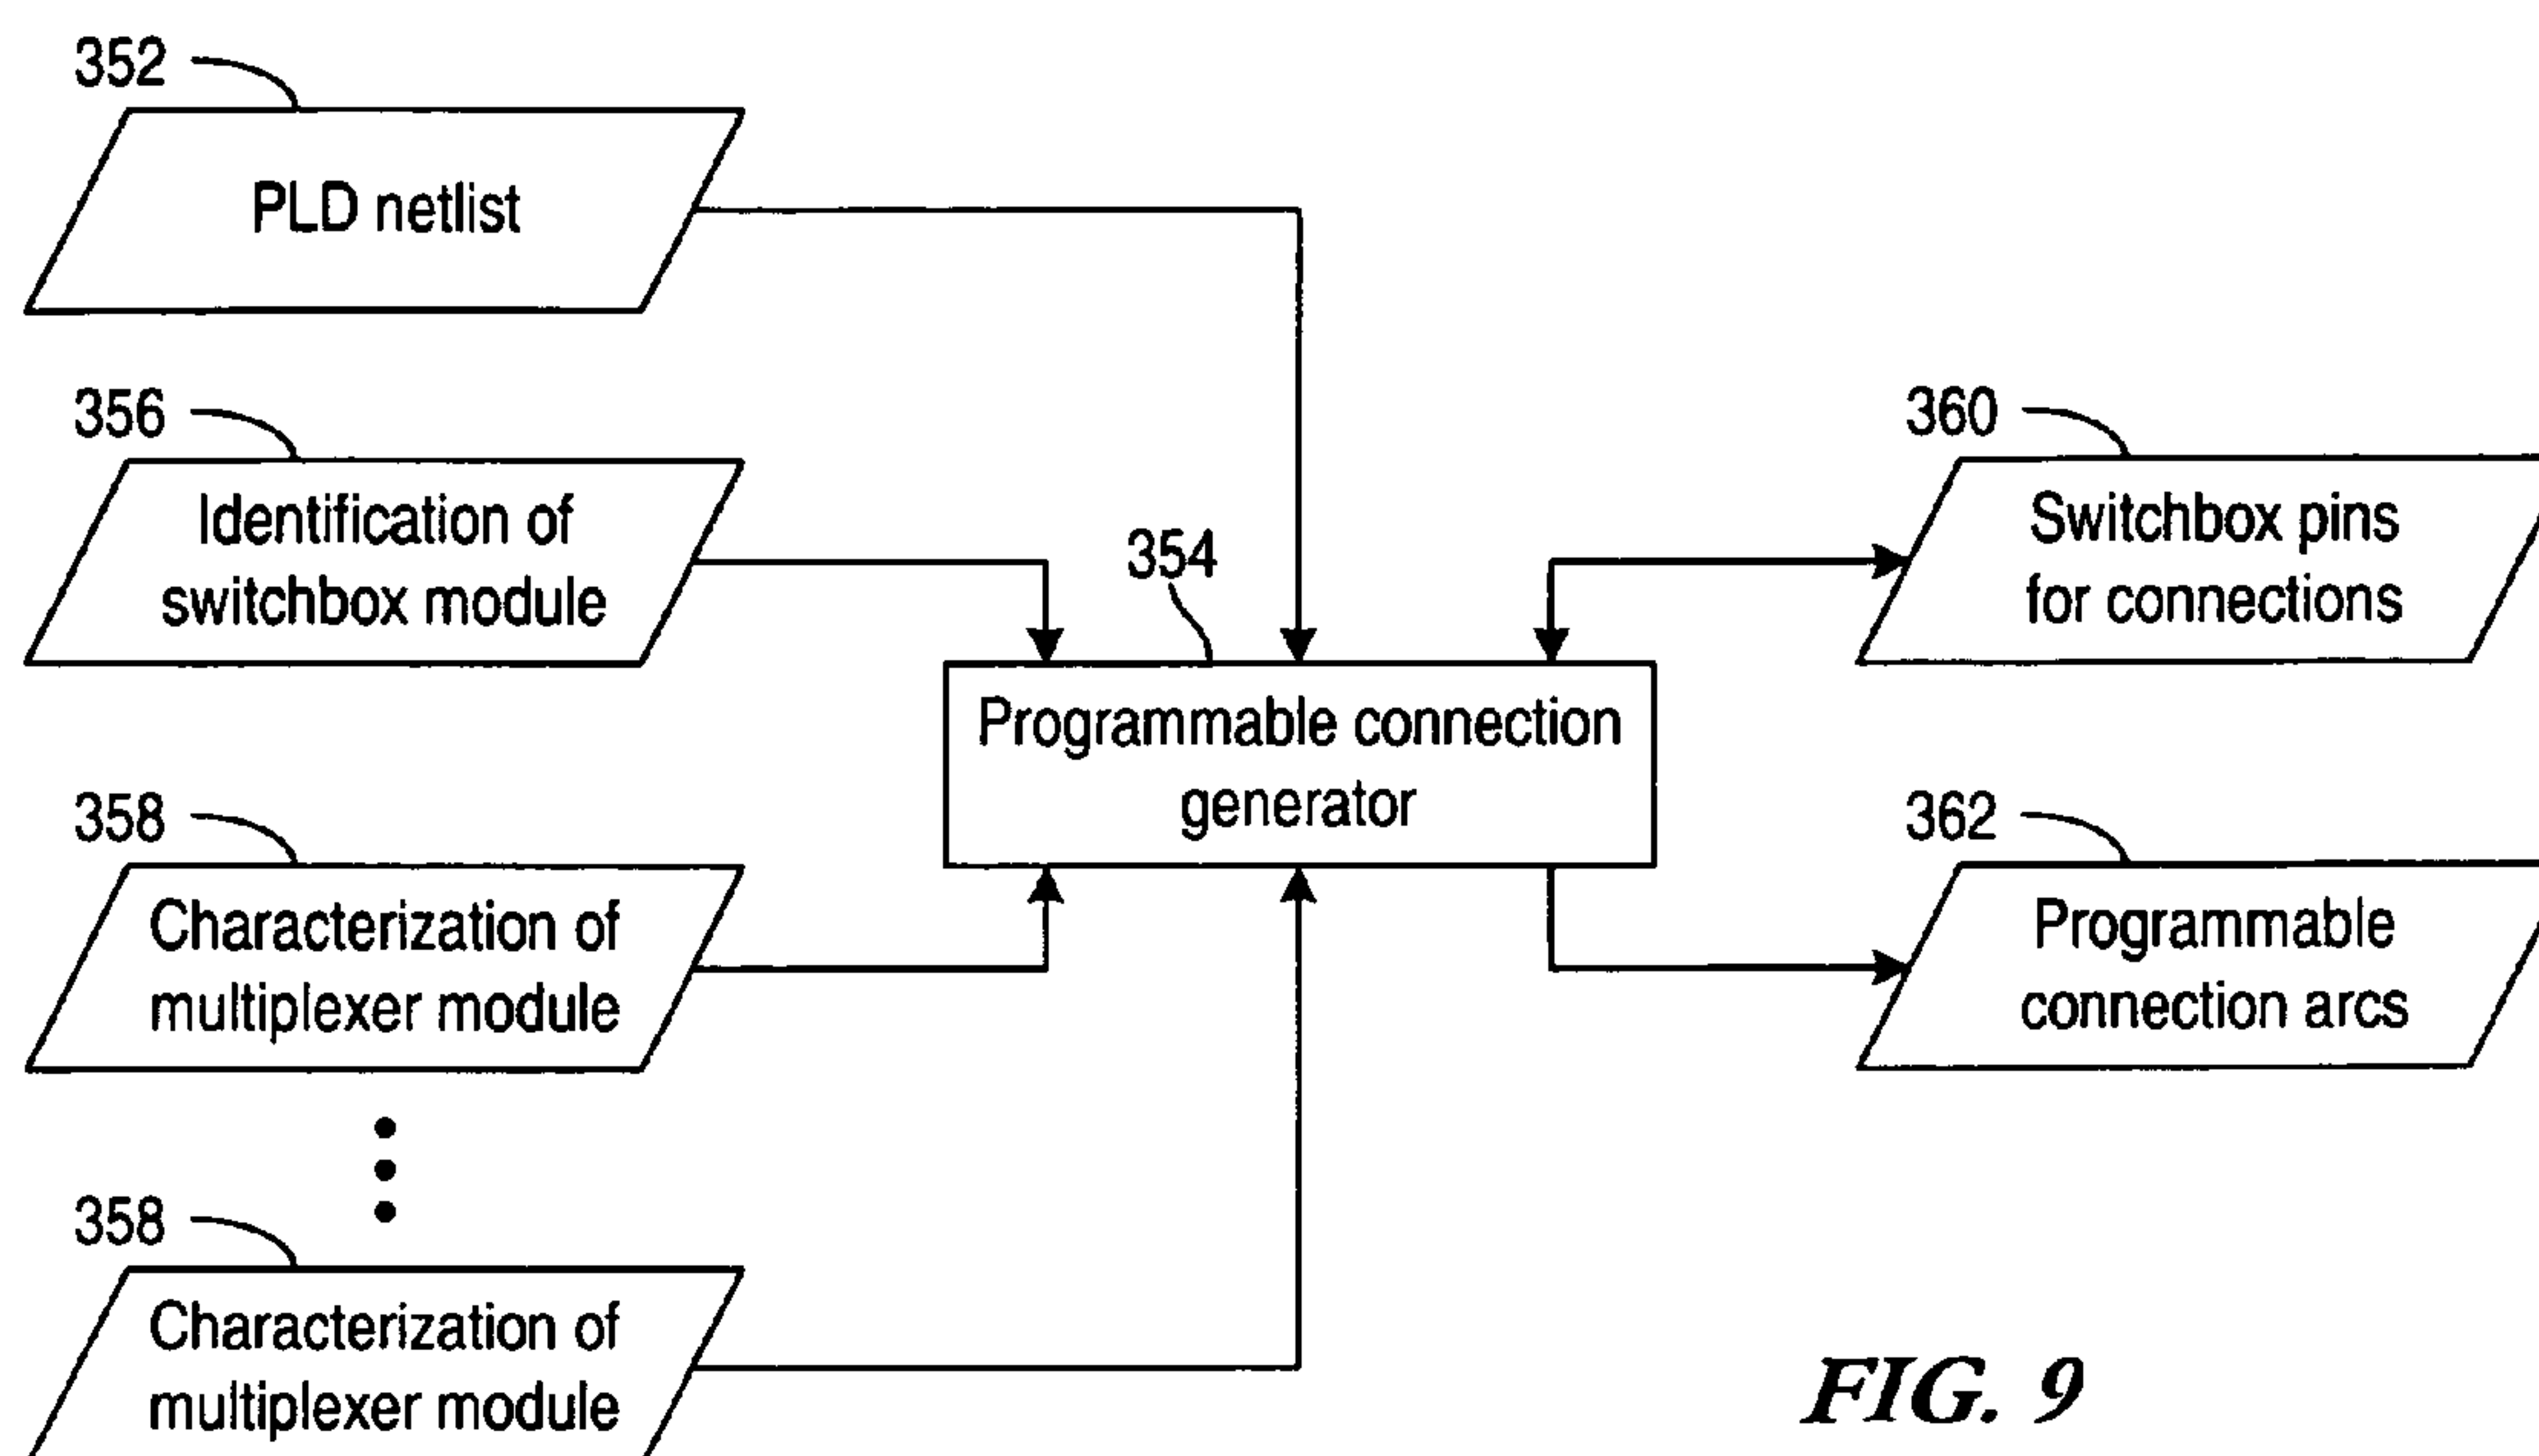 352
PLD netlist
356
Identification of
switchbox module
354
Programmable connection
generator
360
Switchbox pins
for connections
358
Characterization of
multiplexer module
362
Programmable
connection arcs
358
Characterization of
multiplexer module
FIG. 9